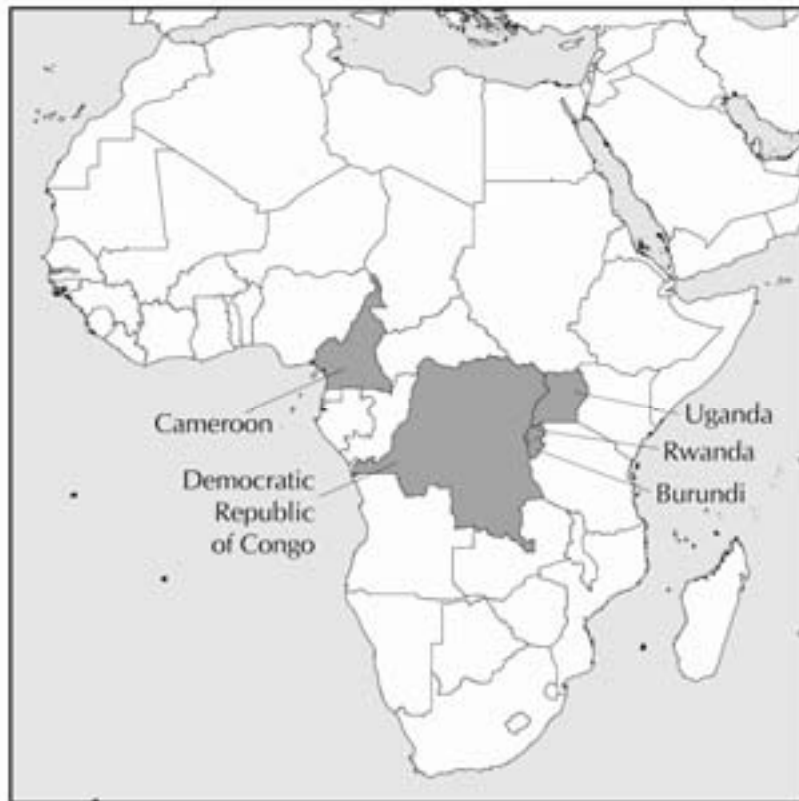 Cameroon
Democratic
Republic
of Congo
Uganda
Rwanda
Burundi